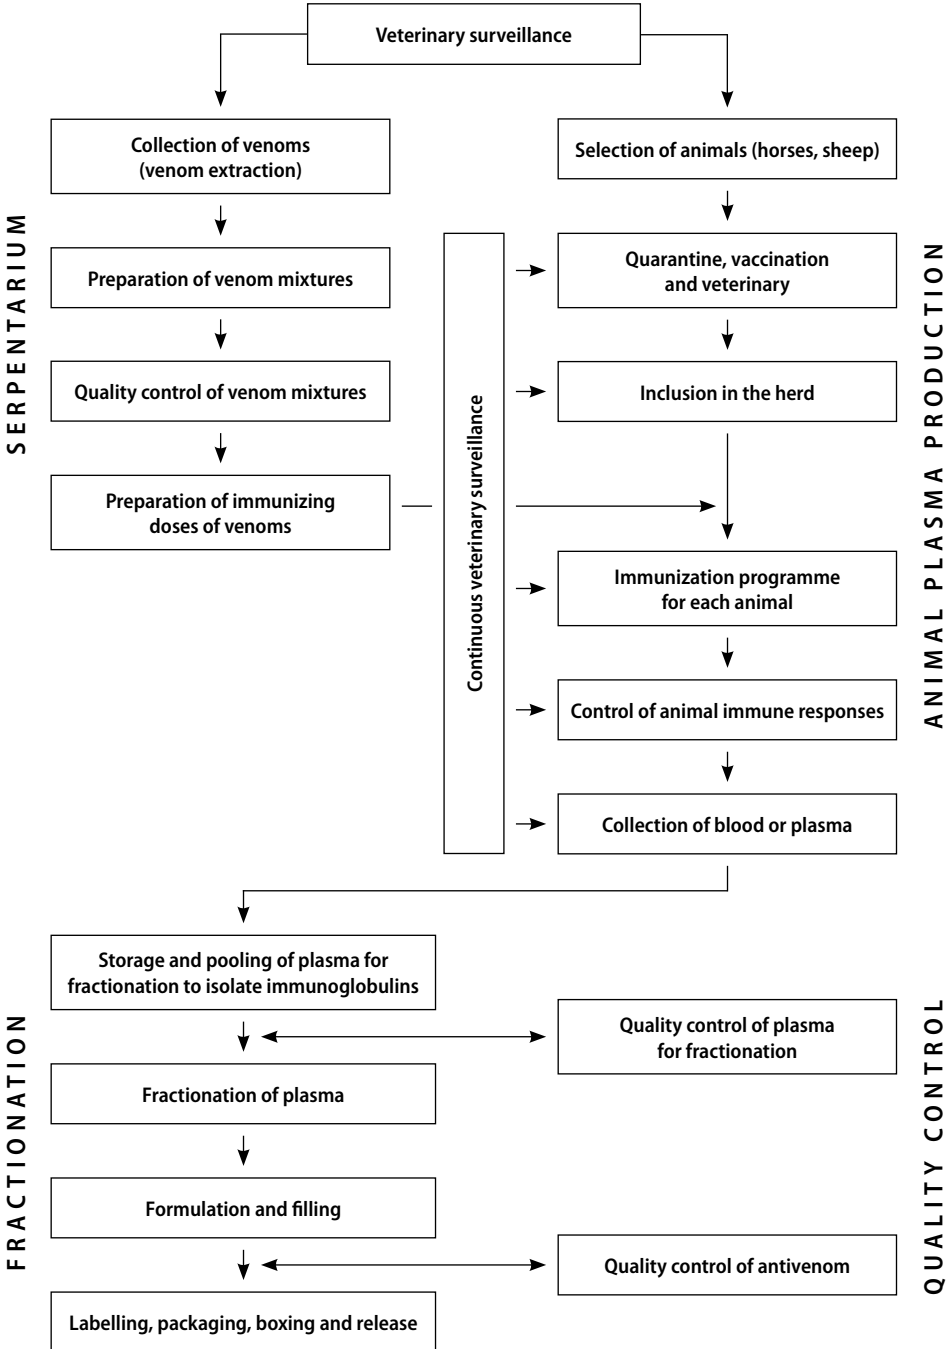 Veterinary surveillance
Collection of venoms
(venom extraction)
Selection of animals (horses, sheep)
SERPENTARIUM
Preparation of venom mixtures
Quality control of venom mixtures
Preparation of immunizing
doses of venoms
Continuous veterinary surveillance
Quarantine, vaccination
and veterinary
Inclusion in the herd
Immunization programme
for each animal
Control of animal immune responses
Collection of blood or plasma
ANIMAL PLASMA PRODUCTION
Storage and pooling of plasma for
fractionation to isolate immunoglobulins
Quality control of plasma
for fractionation
Fractionation of plasma
Formulation and filling
Quality control of antivenom
Labelling, packaging, boxing and release
FRACTIONATION
QUALITY CONTROL